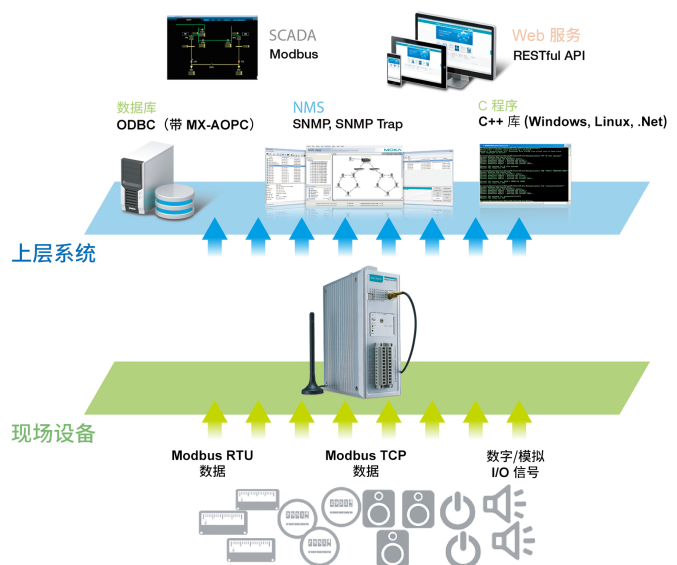 SCADA
Modbus
Web 服务
RESTful API
数据库
ODBC（带 MX-AOPC）
NMS
SNMP, SNMP Trap
C 程序
C++ 库 (Windows, Linux, .Net)
MOXA
上层系统
现场设备
Modbus RTU
数据
Modbus TCP
数据
数字/模拟
I/O 信号